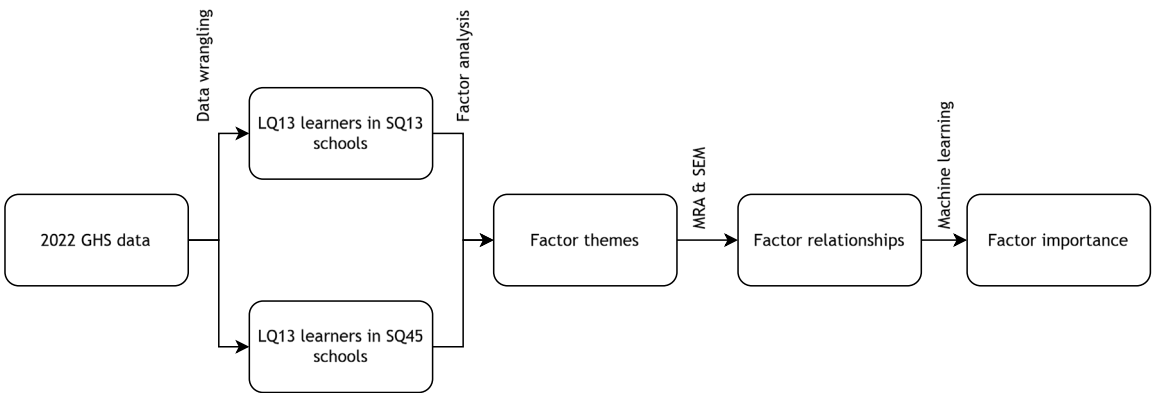 Data wrangling
Factor analysis
LQ13 learners in SQ13
schools
MRA & SEM
Machine learning
2022 GHS data
Factor themes
Factor relationships
Factor importance
LQ13 learners in SQ45
schools